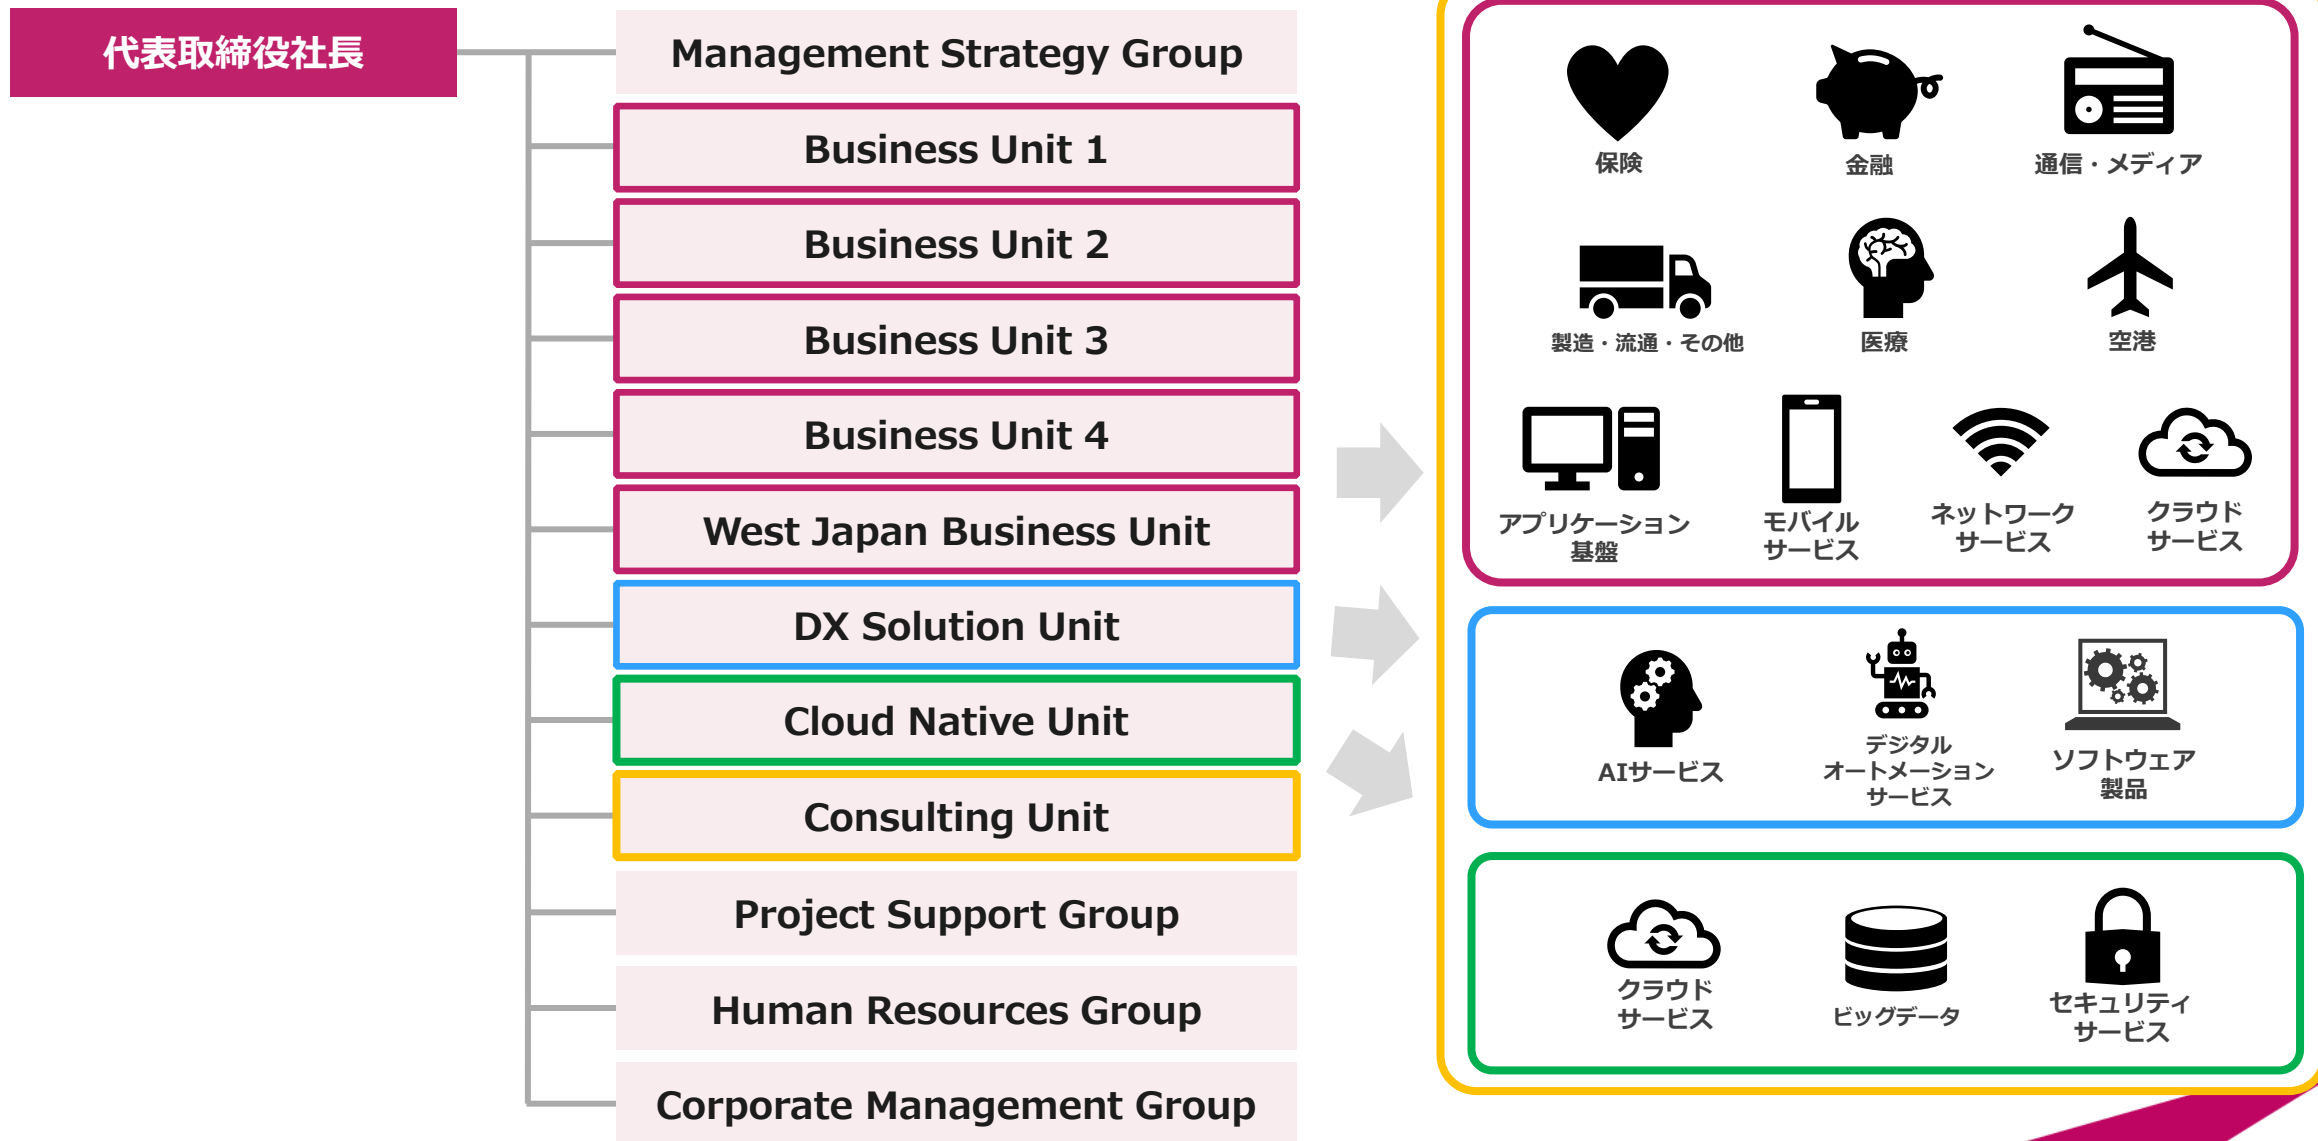 代表取締役社長
Management Strategy Group
Business Unit 1
Business Unit 2
Business Unit 3
Business Unit 4
West Japan Business Unit
DX Solution Unit
Cloud Native Unit
Consulting Unit
Project Support Group
Human Resources Group
Corporate Management Group
保険
金融
通信・メディア
製造・流通・その他
医療
空港
アプリケーション
基盤
モバイル
サービス
ネットワーク
サービス
クラウド
サービス
AIサービス
デジタル
オートメーション
サービス
ソフトウェア
製品
クラウド
サービス
ビッグデータ
セキュリティ
サービス